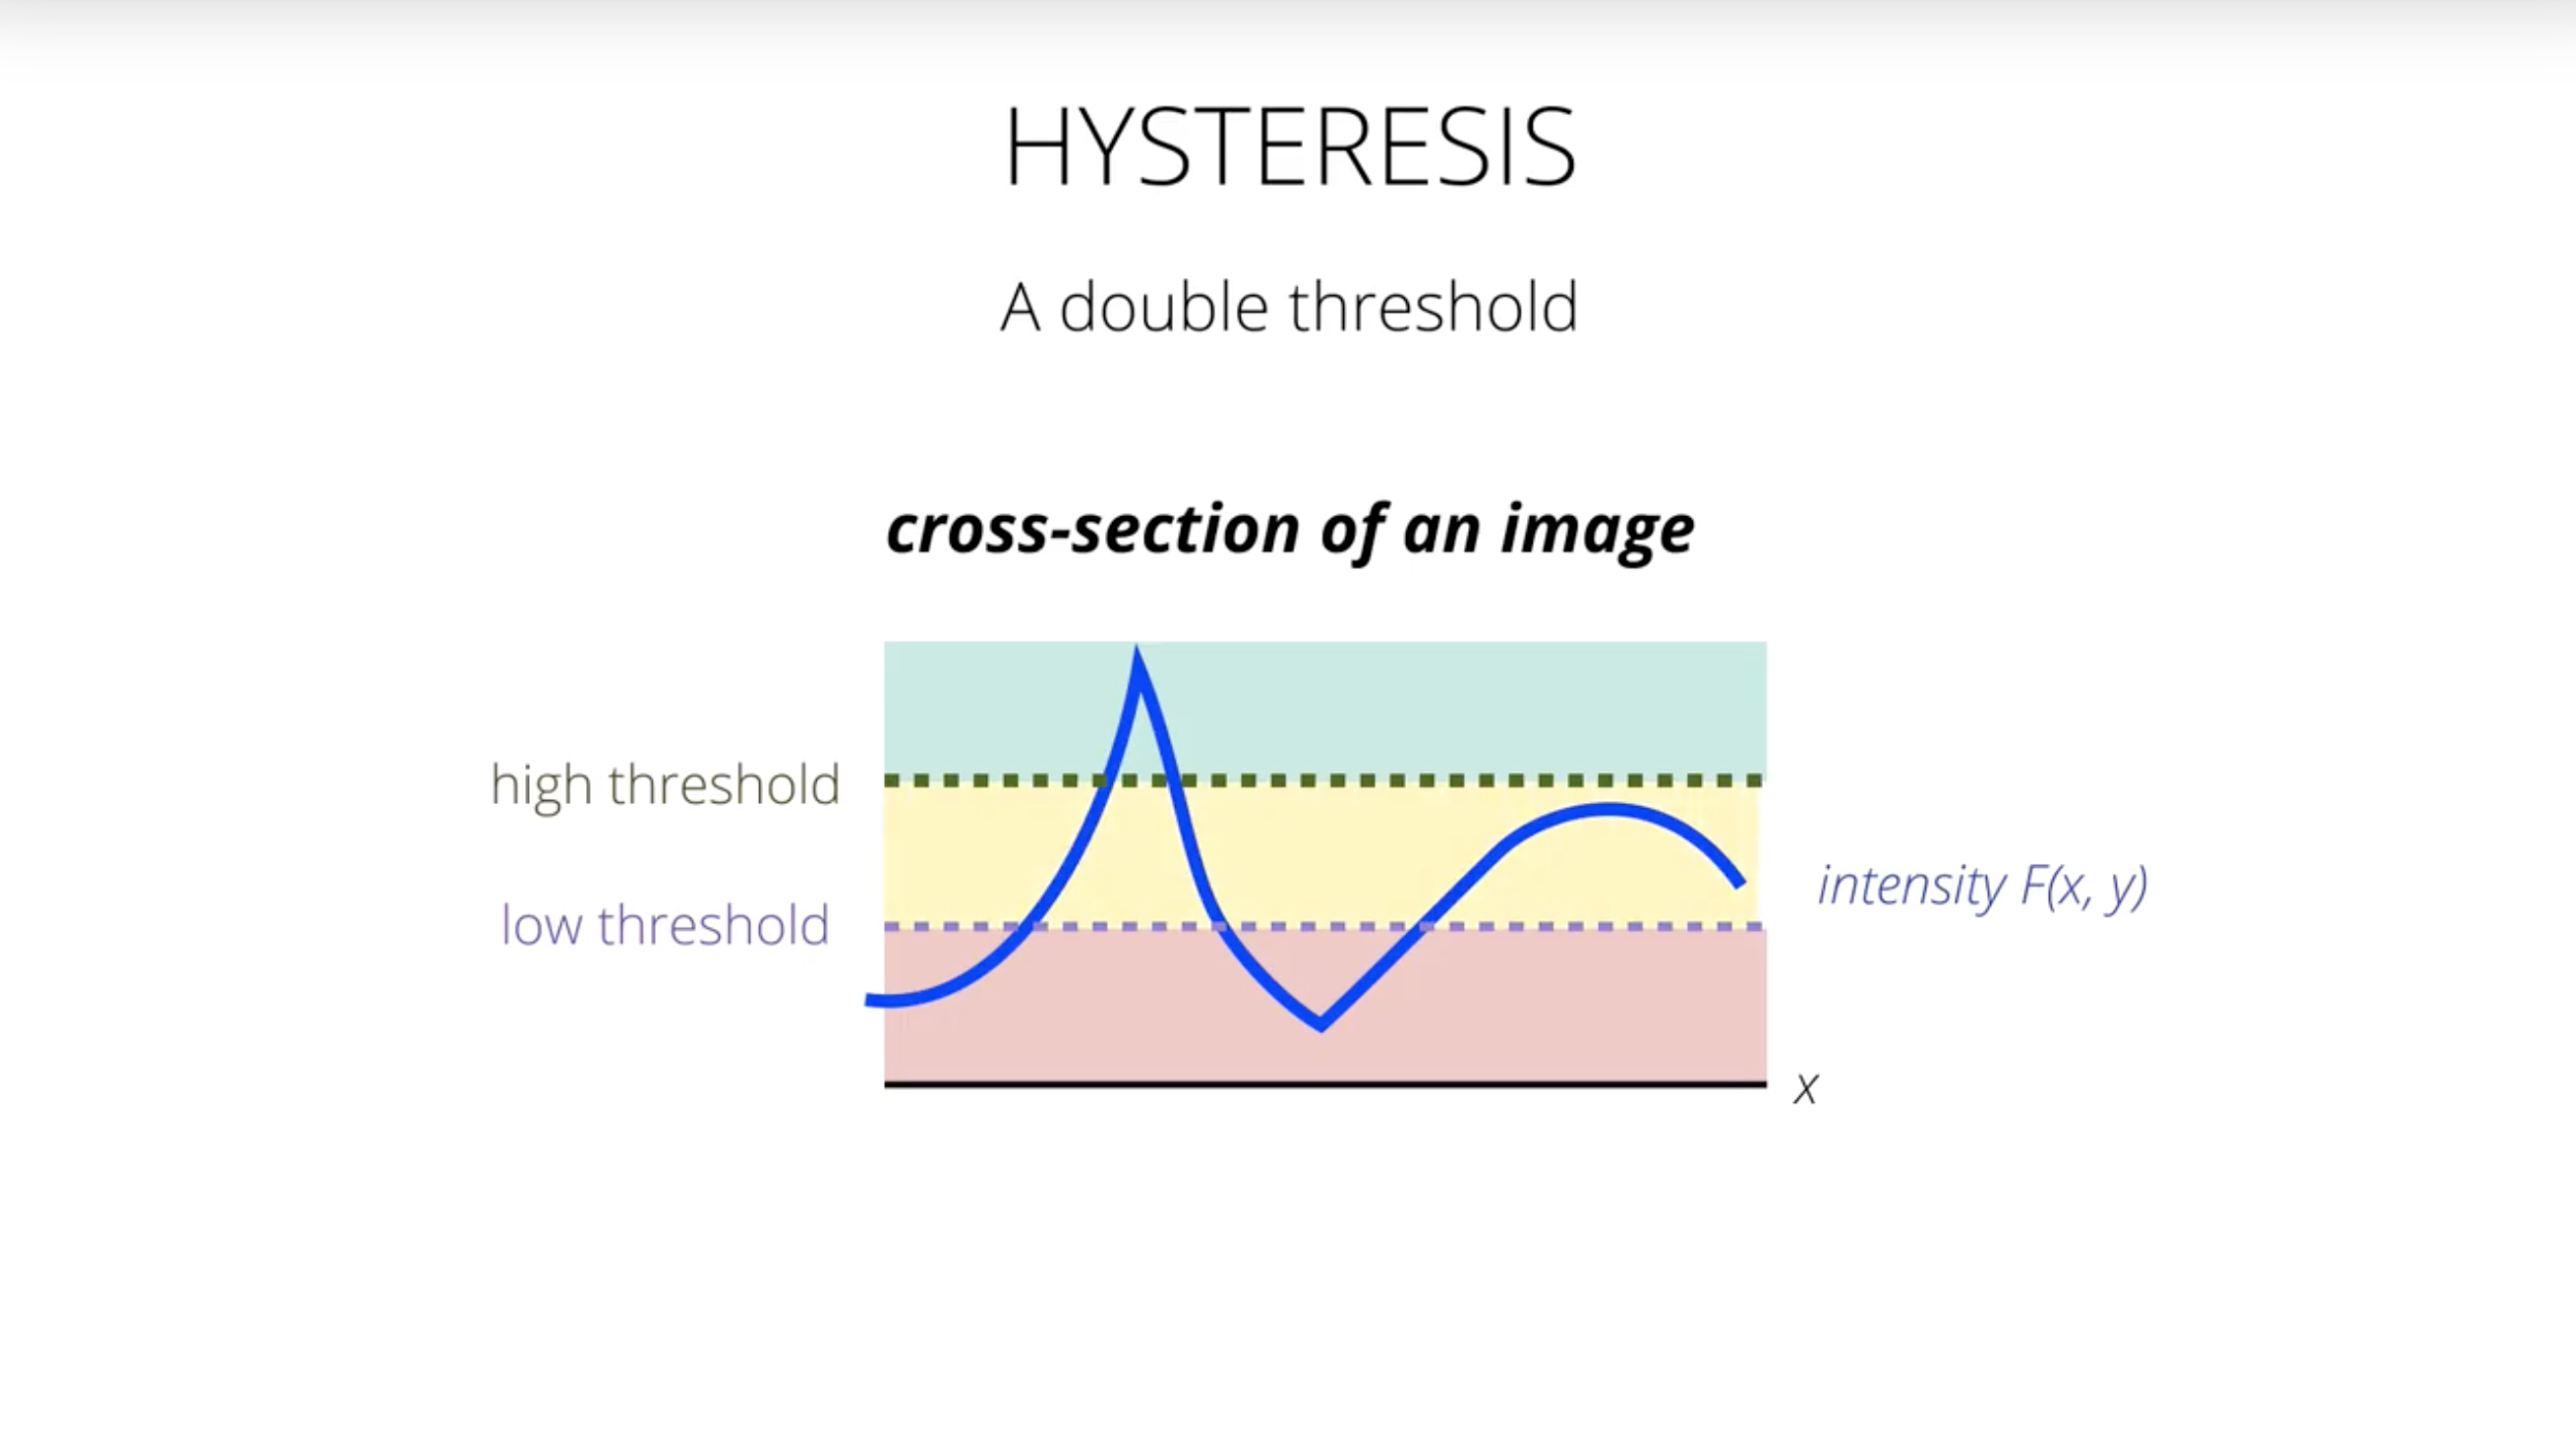 HYSTERESIS
A double threshold
cross-section of an image
high threshold
low threshold
intensity F(x, y)
x